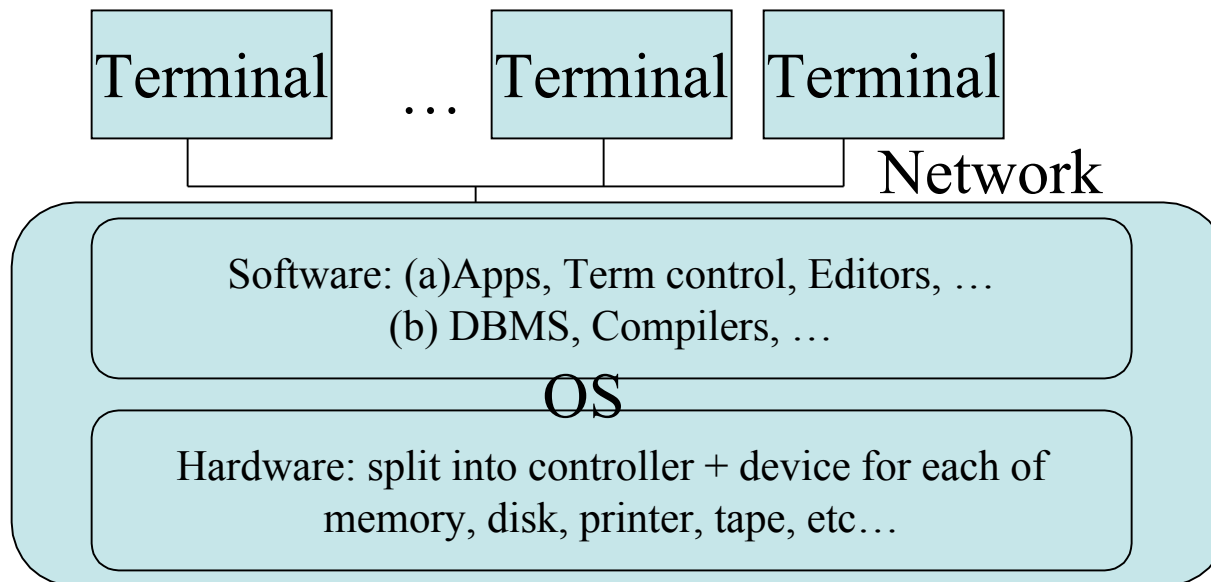 Terminal … Terminal Terminal
Network
Software: (a)Apps, Term control, Editors, …
(b) DBMS, Compilers, …
OS
Hardware: split into controller + device for each of
memory, disk, printer, tape, etc…